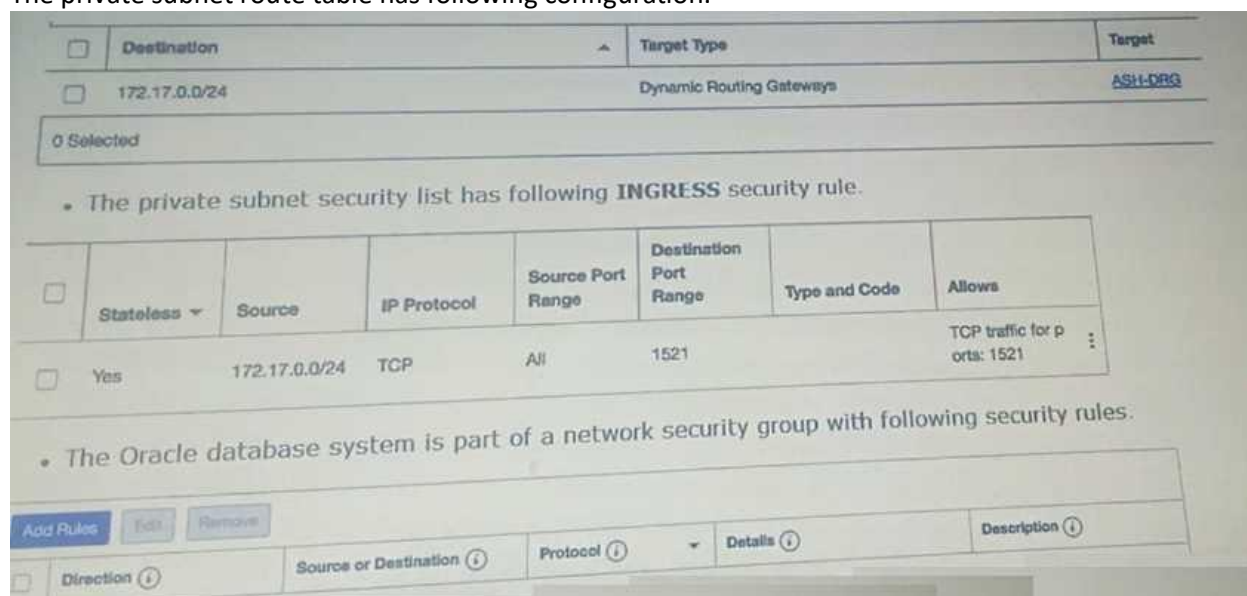 The private subnet route table has following configuration.
Destination Target Type Target
172.17.0.0/24 Dynamic Routing Gateways ASH-DRG
0 Selected
• The private subnet security list has following INGRESS security rule.
Stateless Source IP Protocol Source Port Range Destination Port Range Type and Code Allows
Yes 172.17.0.0/24 TCP All 1521 TCP traffic for p
orts: 1521
• The Oracle database system is part of a network security group with following security rules.
Add Rules Edit Remove
Direction Source or Destination Protocol Details Description